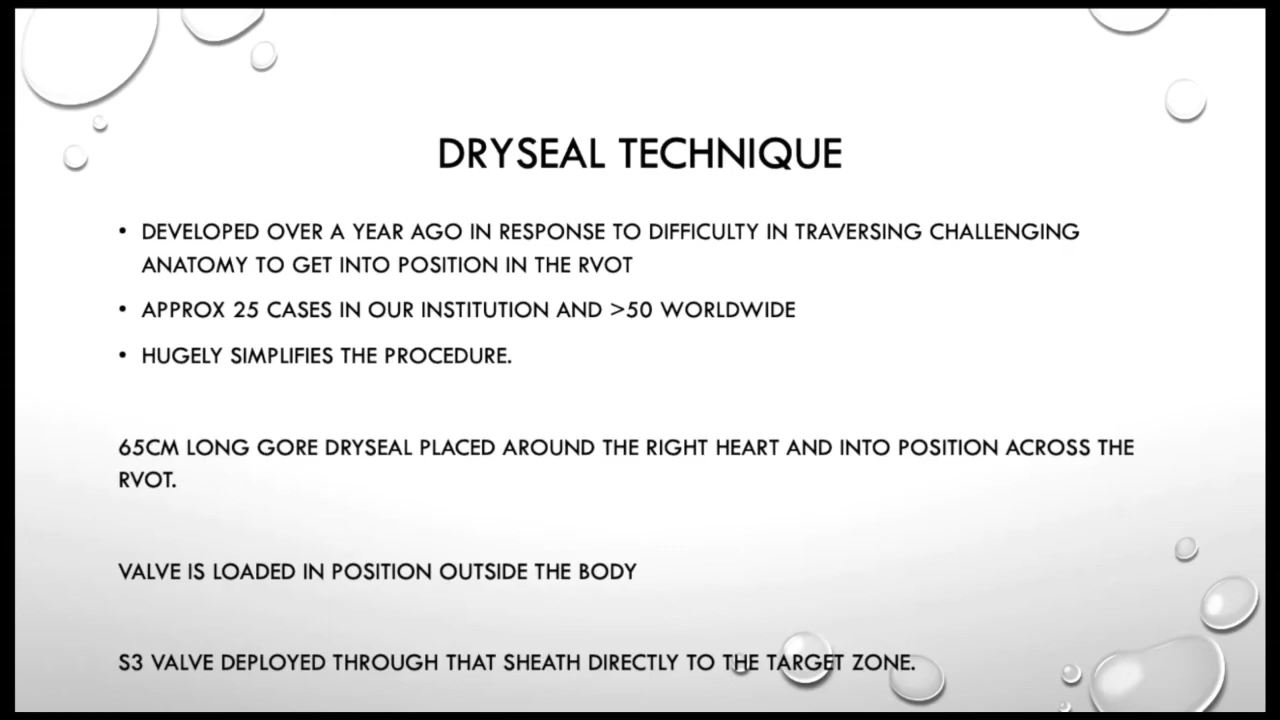 DRYSEAL TECHNIQUE
• DEVELOPED OVER A YEAR AGO IN RESPONSE TO DIFFICULTY IN TRAVERSING CHALLENGING
ANATOMY TO GET INTO POSITION IN THE RVOT
• APPROX 25 CASES IN OUR INSTITUTION AND >50 WORLDWIDE
• HUGELY SIMPLIFIES THE PROCEDURE.
65CM LONG GORE DRYSEAL PLACED AROUND THE RIGHT HEART AND INTO POSITION ACROSS THE
RVOT.
VALVE IS LOADED IN POSITION OUTSIDE THE BODY
S3 VALVE DEPLOYED THROUGH THAT SHEATH DIRECTLY TO THE TARGET ZONE.